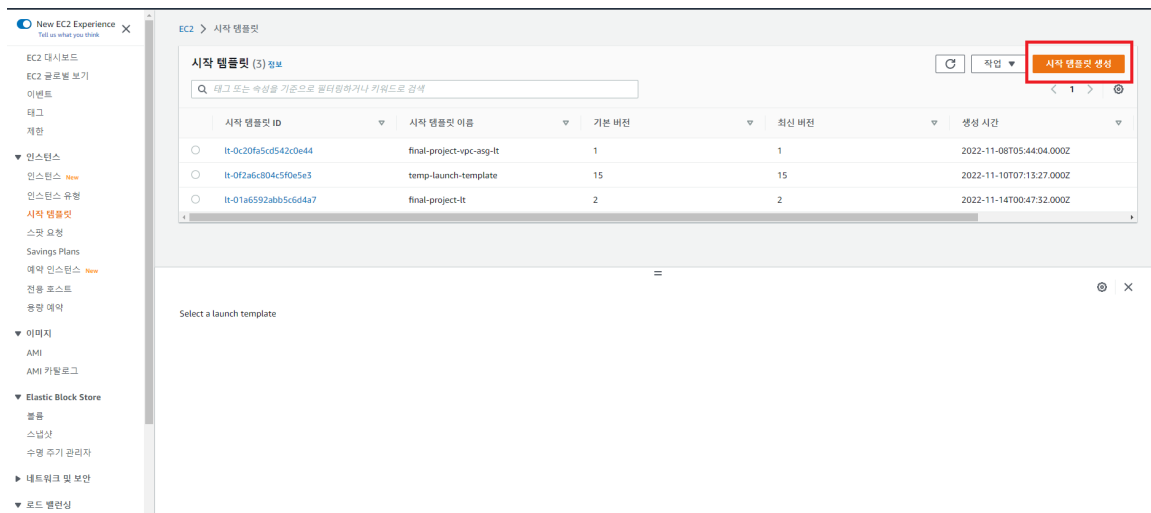 New EC2 Experience
Tell us what you think
EC2 대시보드
EC2 글로벌 보기
이벤트
태그
제한
인스턴스
인스턴스 New
인스턴스 유형
시작 템플릿
스팟 요청
Savings Plans
예약 인스턴스 New
전용 호스트
용량 예약
이미지
AMI
AMI 카탈로그
Elastic Block Store
볼륨
스냅샷
수명 주기 관리자
네트워크 및 보안
로드 밸런싱
EC2 > 시작 템플릿
시작 템플릿 (3) 정보
작업
시작 템플릿 생성
태그 또는 속성을 기준으로 필터링하거나 키워드로 검색
< 1 >
시작 템플릿 ID 시작 템플릿 이름 기본 버전 최신 버전 생성 시간
lt-0c20fa5cd542c0e44 final-project-vpc-asg-lt 1 1 2022-11-08T05:44:04.000Z
lt-0f2a6c804c5f0e5e3 temp-launch-template 15 15 2022-11-10T07:13:27.000Z
lt-01a6592abb5c6d4a7 final-project-lt 2 2 2022-11-14T00:47:32.000Z
Select a launch template